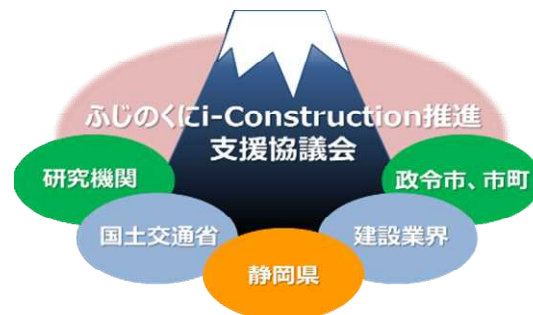 ふじのくにi-Construction推進
支援協議会
研究機関
政令市、市町
国土交通省
建設業界
静岡県